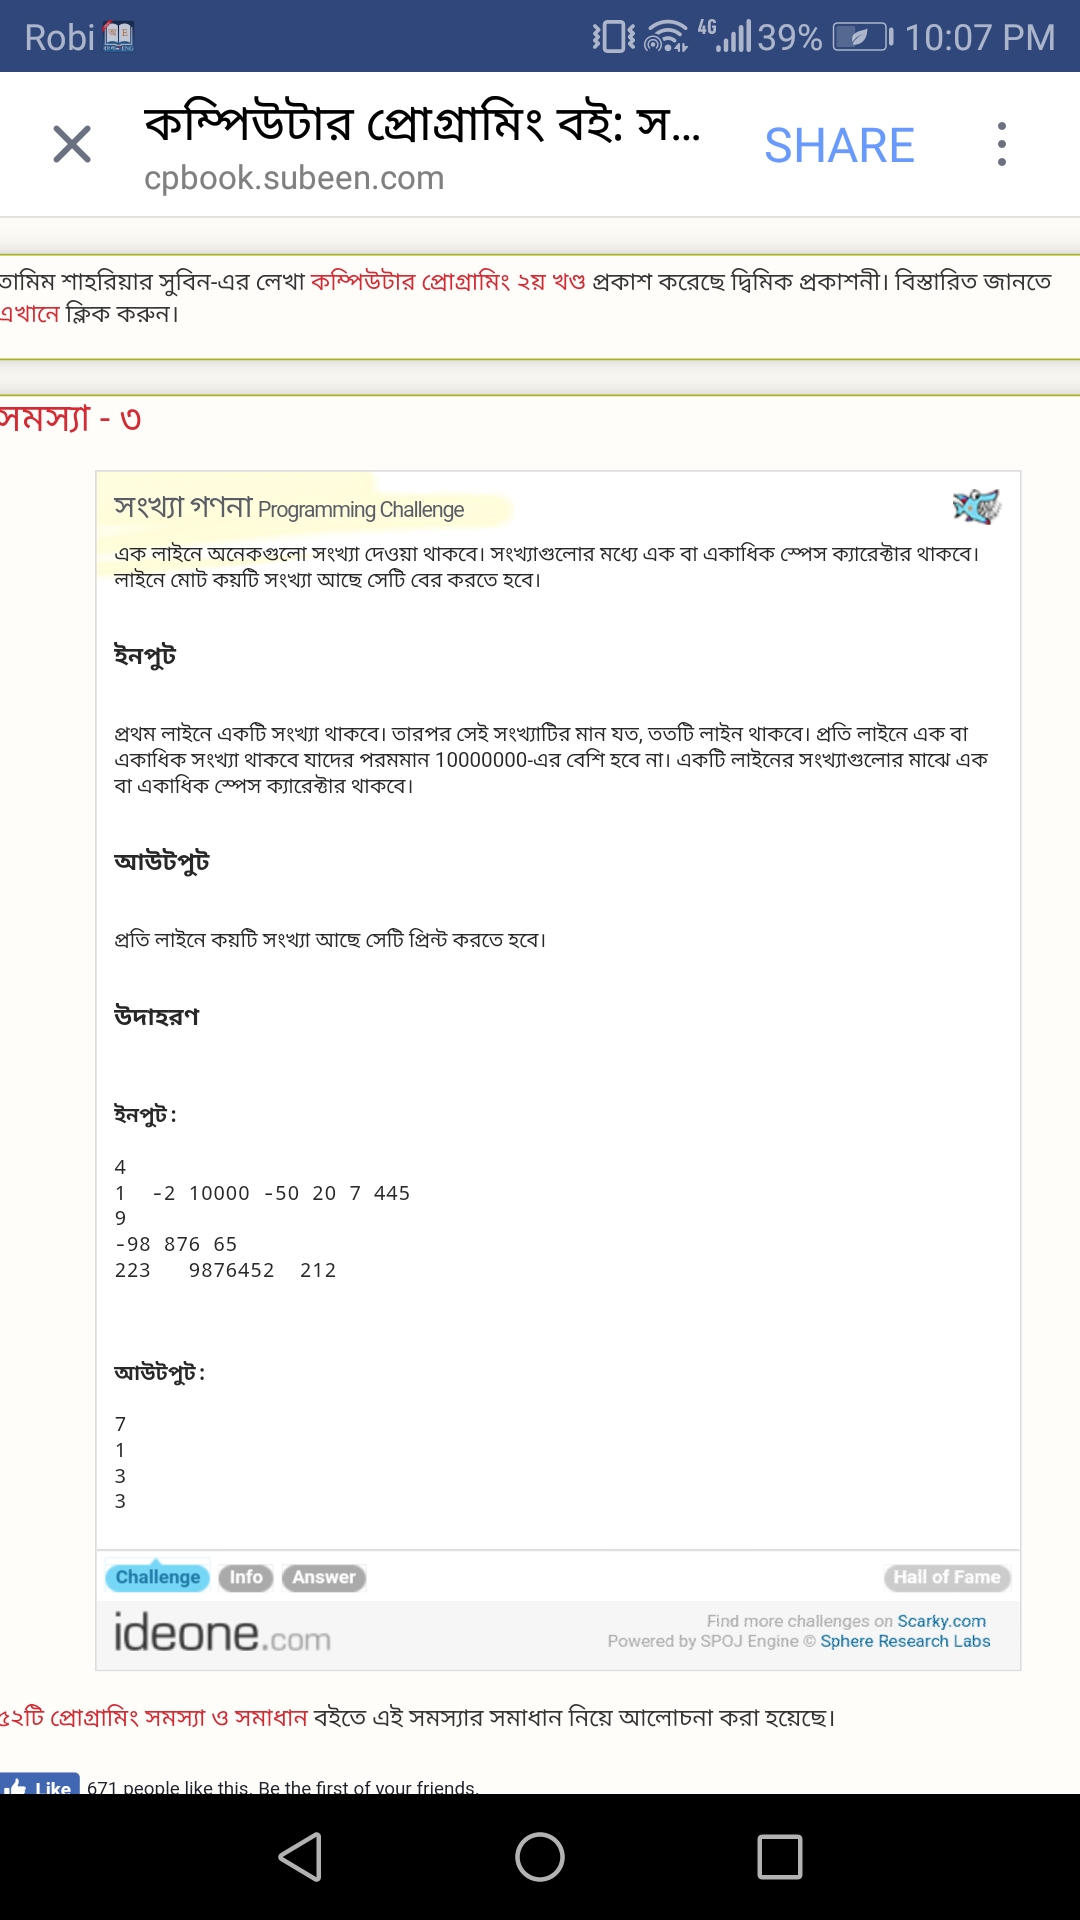 Robi 4G 39% 10:07 PM
কম্পিউটার প্রোগ্রামিং বই: স... SHARE
cpbook.subeen.com
তামিম শাহরিয়ার সুবিন-এর লেখা কম্পিউটার প্রোগ্রামিং ২য় খণ্ড প্রকাশ করেছে দ্বিমিক প্রকাশনী। বিস্তারিত জানতে
এখানে ক্লিক করুন।
সমস্যা - ৩
সংখ্যা গণনা Programming Challenge
এক লাইনে অনেকগুলো সংখ্যা দেওয়া থাকবে। সংখ্যাগুলোর মধ্যে এক বা একাধিক স্পেস ক্যারেক্টার থাকবে।
লাইনে মোট কয়টি সংখ্যা আছে সেটি বের করতে হবে।
ইনপুট
প্রথম লাইনে একটি সংখ্যা থাকবে। তারপর সেই সংখ্যাটির মান যত, ততটি লাইন থাকবে। প্রতি লাইনে এক বা
একাধিক সংখ্যা থাকবে যাদের পরমমান 10000000-এর বেশি হবে না। একটি লাইনের সংখ্যাগুলোর মাঝে এক
বা একাধিক স্পেস ক্যারেক্টার থাকবে।
আউটপুট
প্রতি লাইনে কয়টি সংখ্যা আছে সেটি প্রিন্ট করতে হবে।
উদাহরণ
ইনপুট :
4
1  -2 10000 -50 20 7 445
9
-98 876 65
223   9876452  212
আউটপুট :
7
1
3
3
Challenge Info Answer Hall of Fame
ideone.com
Find more challenges on Scarky.com
Powered by SPOJ Engine © Sphere Research Labs
৫২টি প্রোগ্রামিং সমস্যা ও সমাধান বইতে এই সমস্যার সমাধান নিয়ে আলোচনা করা হয়েছে।
Like 671 people like this. Be the first of your friends.